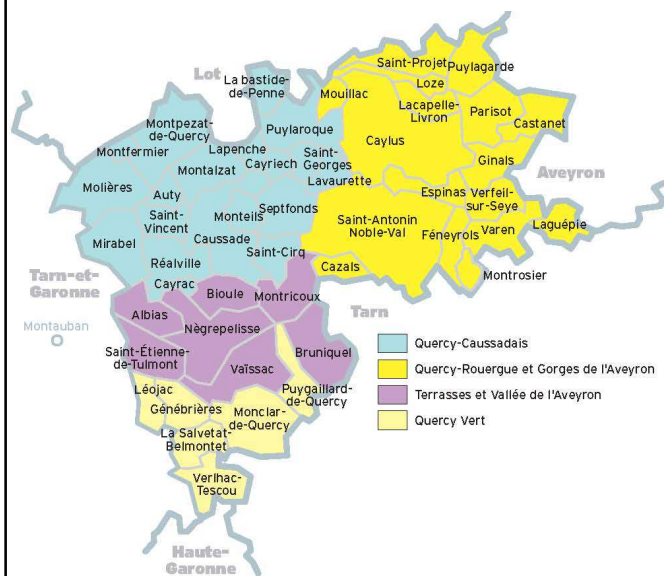 Lot
La bastide-
de-Penne
Saint-Projet
Puylagarde
Mouillac
Loze
Lacapelle-
Livron
Parisot
Castanet
Montpezat-
de-Quercy
Puylaroque
Caylus
Montfermier
Lapenche
Saint-
Georges
Ginals
Montalzat
Cayriech
Aveyron
Molières
Auty
Lavaurette
Espinas
Verfeil-
sur-Seye
Saint-
Vincent
Monteils
Septfonds
Saint-Antonin
Noble-Val
Féneyrols
Varen
Laguépie
Mirabel
Caussade
Saint-Cirq
Réalville
Cazals
Montrosier
Tarn-et-
Garonne
Cayrac
Bioule
Montricoux
Tarn
Albias
Montauban
Nègrepelisse
Saint-Étienne-
de-Tulmont
Vaïssac
Bruniquel
Quercy-Caussadais
Quercy-Rouergue et Gorges de l'Aveyron
Terrasses et Vallée de l'Aveyron
Quercy Vert
Léojac
Puygaillard-
de-Quercy
Génébrières
Monclar-
de-Quercy
La Salvetat-
Belmontet
Verlhac-
Tescou
Haute-
Garonne